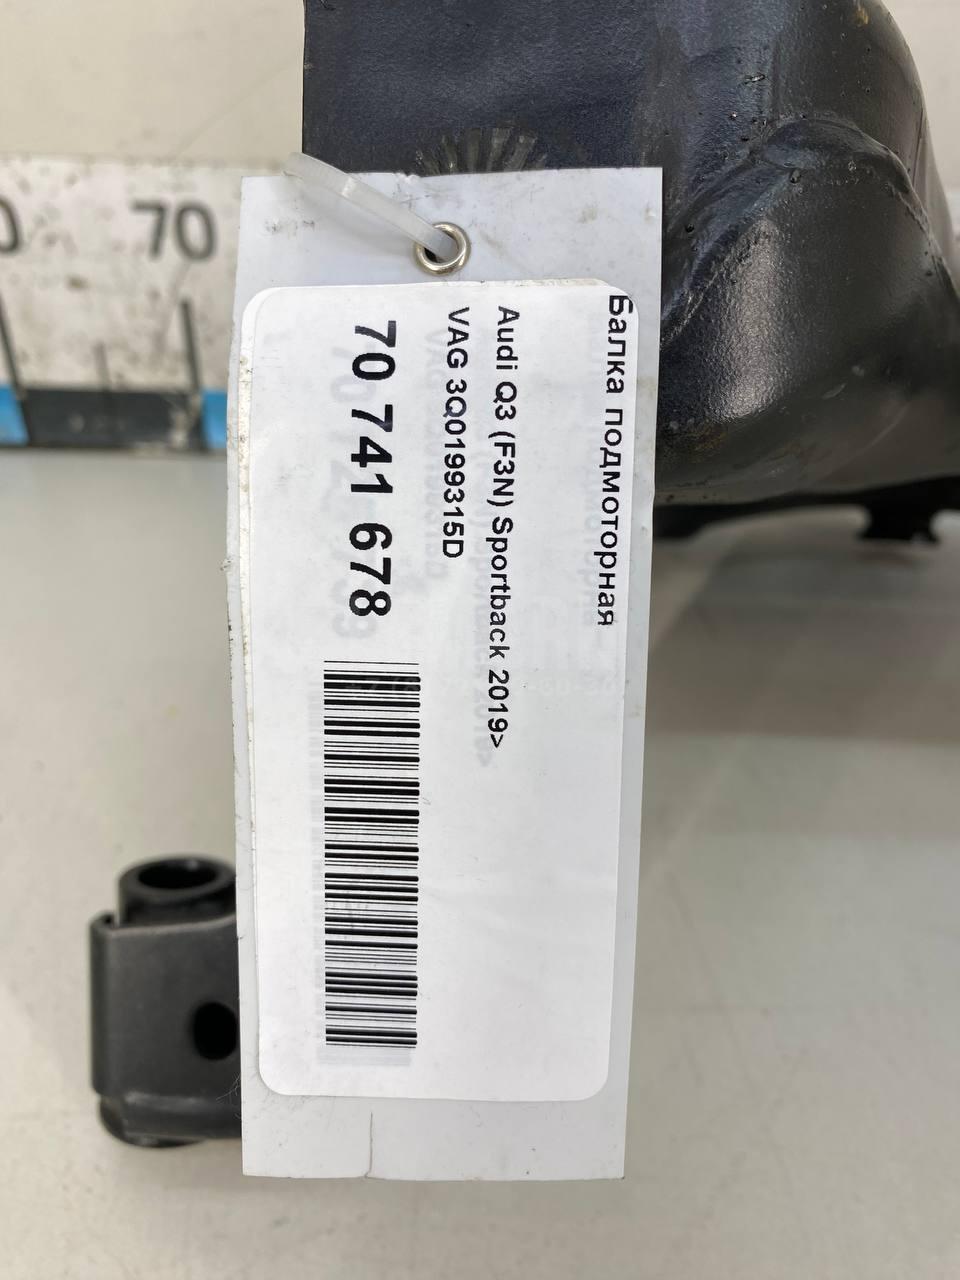 Балка подмоторная
Audi Q3 (F3N) Sportback 2019>
VAG 3Q0199315D
70 741 678
70